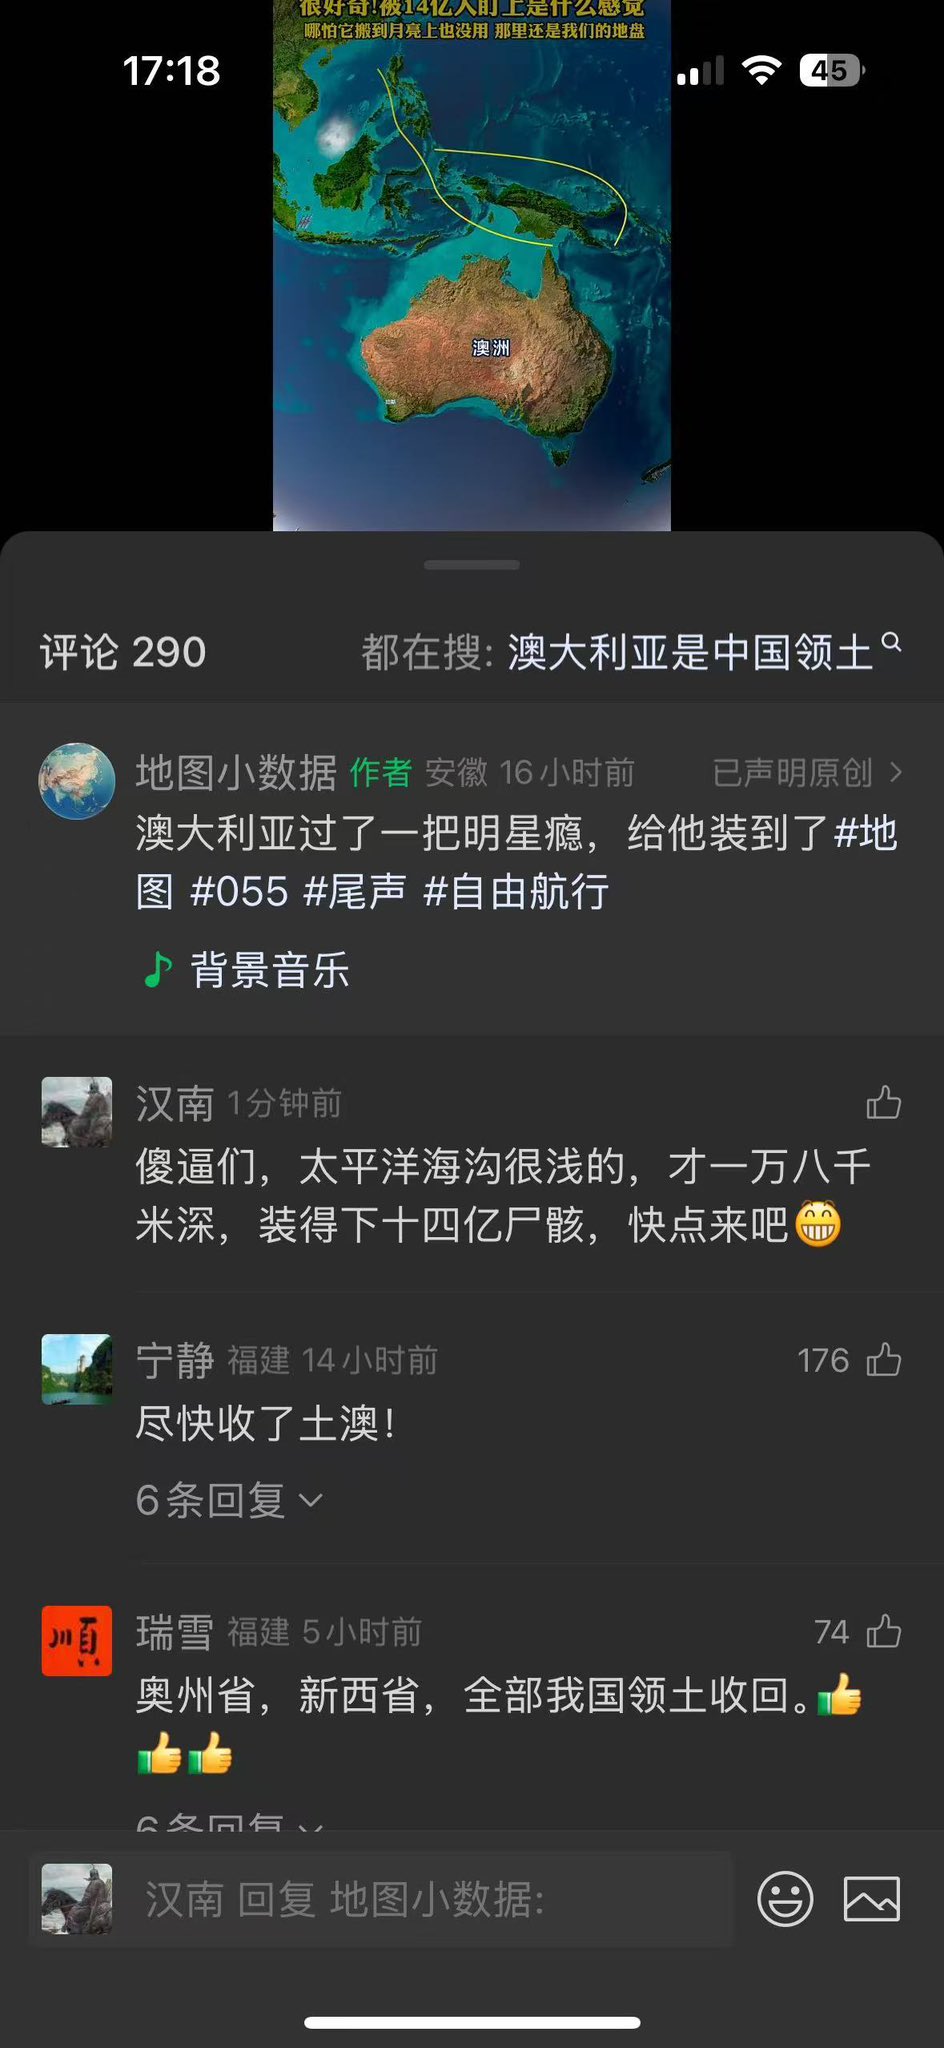 很好奇!被14亿人盯上是什么感觉
哪怕它搬到月亮上也没用 那里还是我们的地盘
17:18
45
澳洲
评论 290
都在搜: 澳大利亚是中国领土
地图小数据 作者 安徽 16小时前 已声明原创
澳大利亚过了一把明星瘾，给他装到了#地
图 #055 #尾声 #自由航行
背景音乐
汉南 1分钟前
傻逼们，太平洋海沟很浅的，才一万八千
米深，装得下十四亿尸骸，快点来吧😁
宁静 福建 14小时前 176
尽快收了土澳！
6条回复
順
瑞雪 福建 5小时前 74
奥州省，新西省，全部我国领土收回。👍
👍👍
6条回复
汉南 回复 地图小数据: